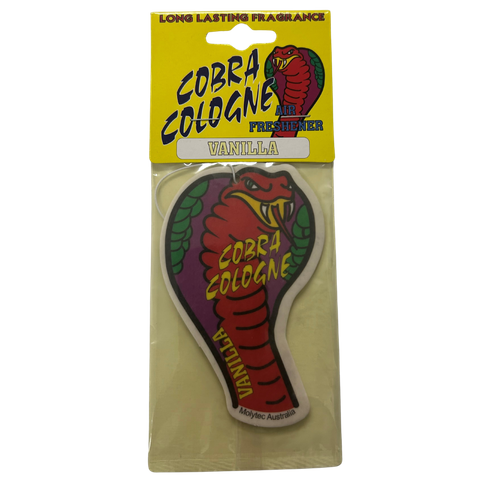 LONG LASTING FRAGRANCE
COBRA
COLOGNE
AIR
FRESHENER
VANILLA
COBRA
COLOGNE
VANILLA
Molytec Australia